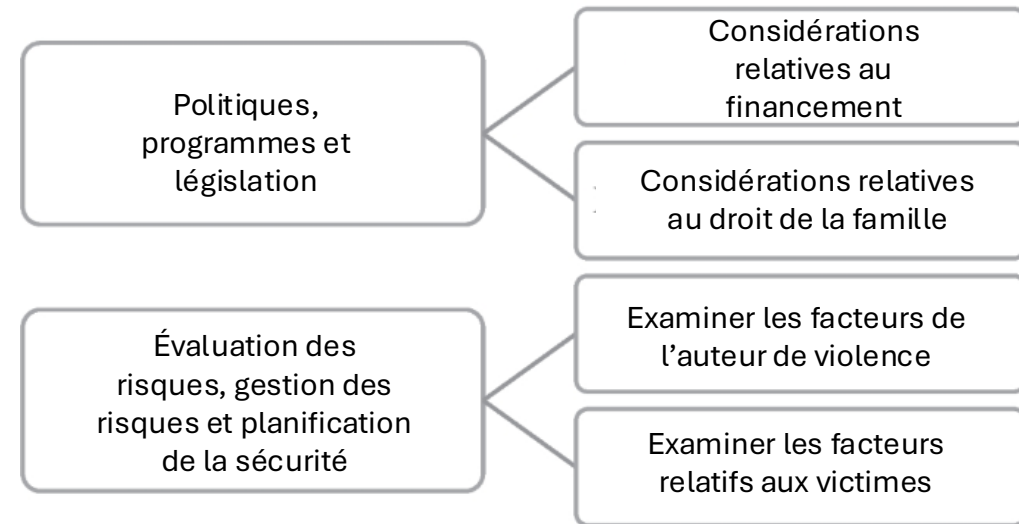 Politiques,
programmes et
législation
Considérations
relatives au
financement
Considérations relatives
au droit de la famille
Évaluation des
risques, gestion des
risques et planification
de la sécurité
Examiner les facteurs de
l’auteur de violence
Examiner les facteurs
relatifs aux victimes